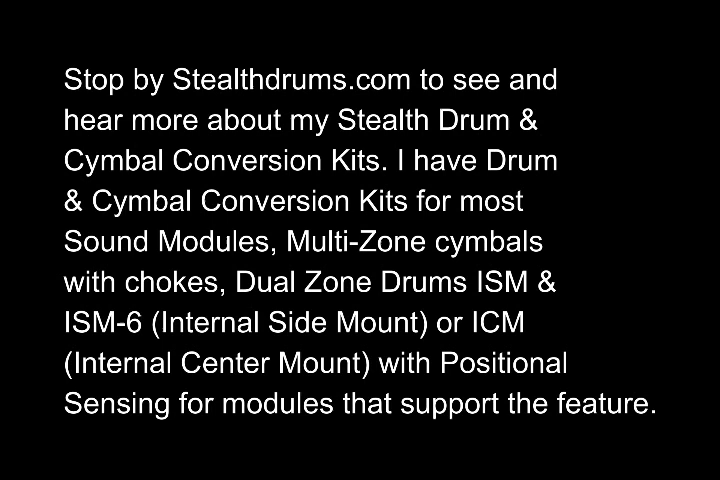 Stop by Stealthdrums.com to see and
hear more about my Stealth Drum &
Cymbal Conversion Kits. I have Drum
& Cymbal Conversion Kits for most
Sound Modules, Multi-Zone cymbals
with chokes, Dual Zone Drums ISM &
ISM-6 (Internal Side Mount) or ICM
(Internal Center Mount) with Positional
Sensing for modules that support the feature.